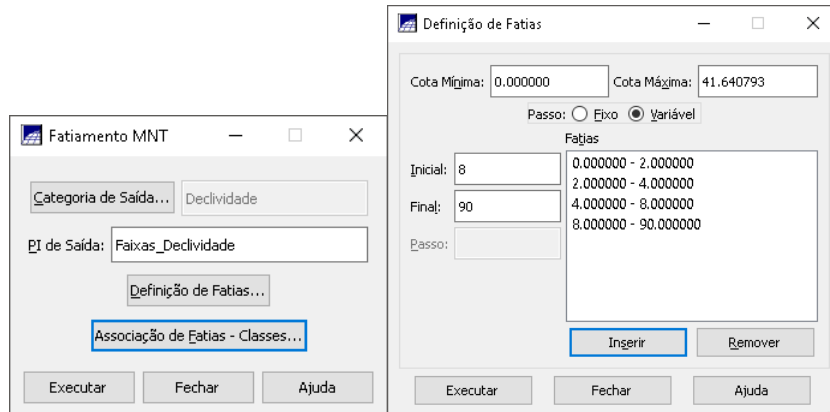 Fatiamento MNT
Categoria de Saída... Declividade
PI de Saída: Faixas_Declividade
Definição de Fatias...
Associação de Fatias - Classes...
Executar Fechar Ajuda
Definição de Fatias
Cota Mínima: 0.000000 Cota Máxima: 41.640793
Passo: Fixo Variável
Fatias
Inicial: 8
Final: 90
Passo:
0.000000 - 2.000000
2.000000 - 4.000000
4.000000 - 8.000000
8.000000 - 90.000000
Inserir Remover
Executar Fechar Ajuda